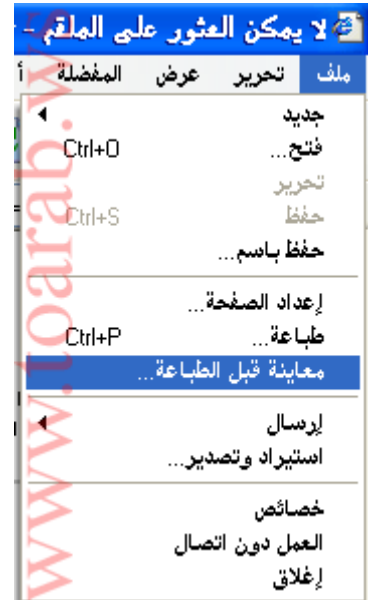 لا يمكن العثور على الملقم -
ملف تحرير عرض المفضلة أ
جديد
فتح... Ctrl+O
تحرير
حفظ Ctrl+S
حفظ باسم...
إعداد الصفحة...
طباعة... Ctrl+P
معاينة قبل الطباعة...
إرسال
استيراد وتصدير...
خصائص
العمل دون اتصال
إغلاق
www.toarab.ws